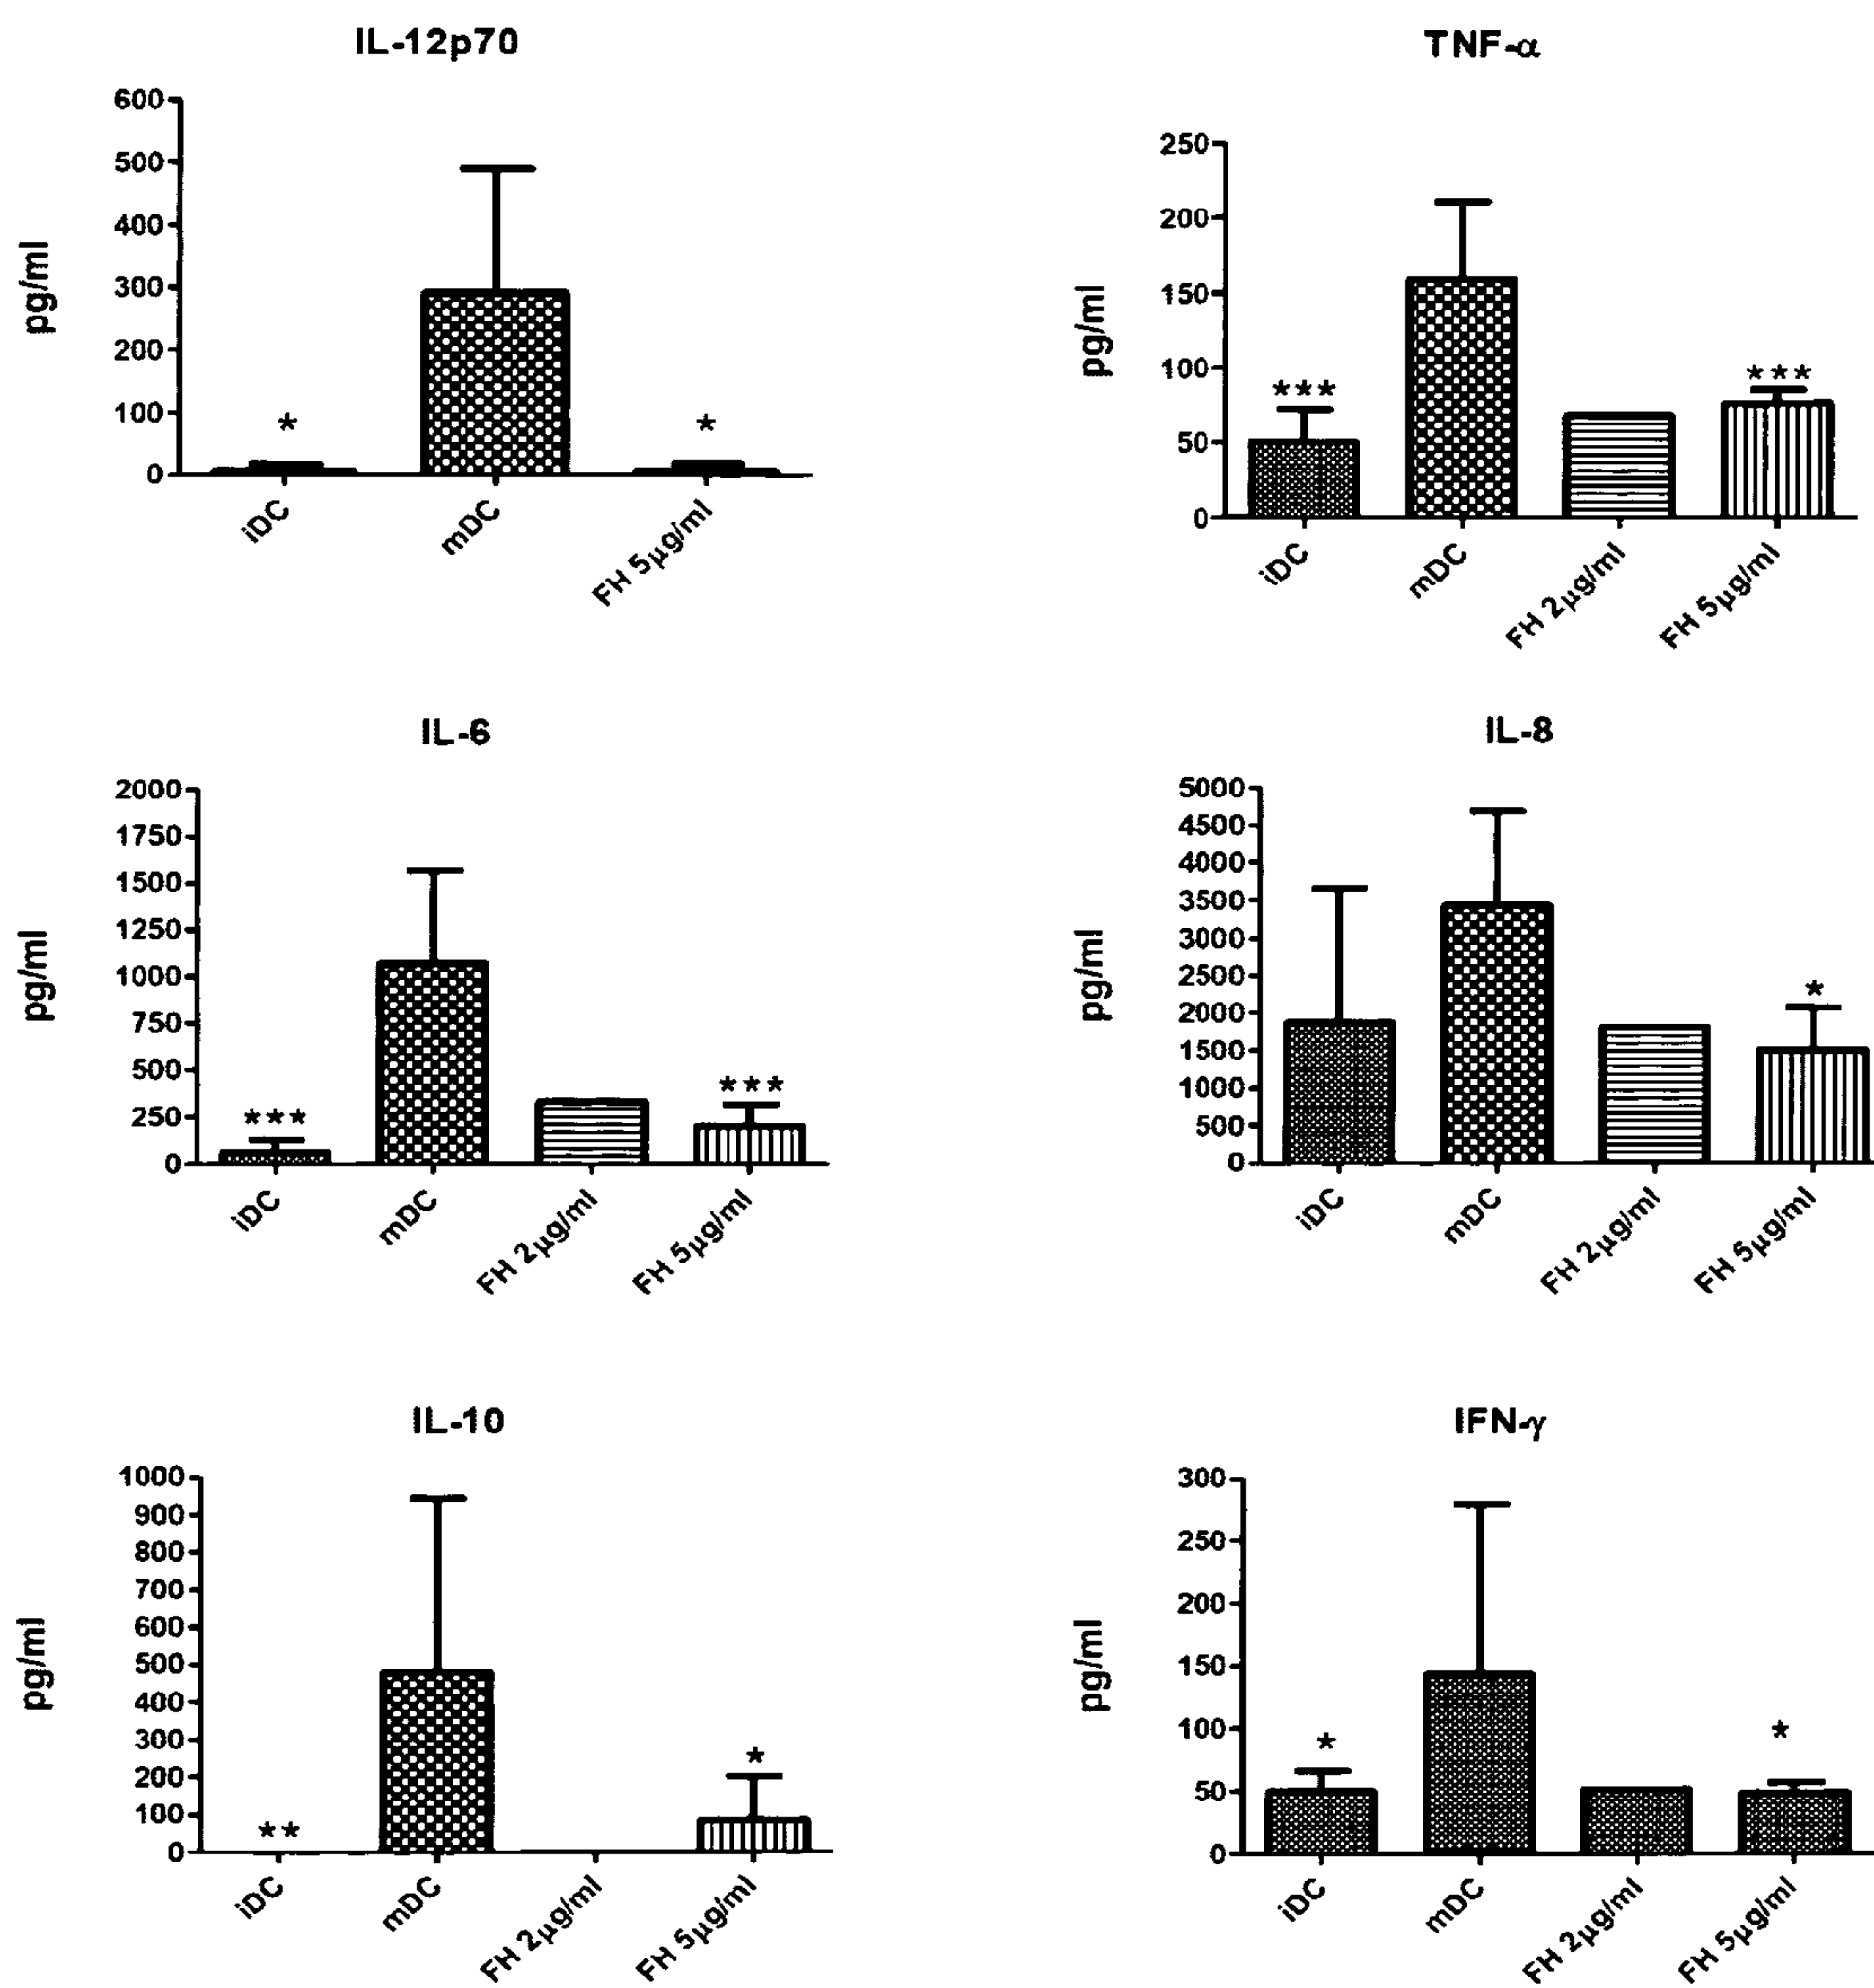 IL-12p70
600
500
400
300
200
100
0
pg/ml
*
*
iDC
mDC
FH 5µg/ml
TNF-α
250
200
150
100
50
0
pg/ml
***
***
iDC
mDC
FH 2µg/ml
FH 5µg/ml
IL-6
2000
1750
1500
1250
1000
750
500
250
0
pg/ml
***
***
iDC
mDC
FH 2µg/ml
FH 5µg/ml
IL-8
5000
4500
4000
3500
3000
2500
2000
1500
1000
500
0
pg/ml
*
iDC
mDC
FH 2µg/ml
FH 5µg/ml
IL-10
1000
900
800
700
600
500
400
300
200
100
0
pg/ml
**
*
iDC
mDC
FH 2µg/ml
FH 5µg/ml
IFN-γ
300
250
200
150
100
50
0
pg/ml
*
*
iDC
mDC
FH 2µg/ml
FH 5µg/ml